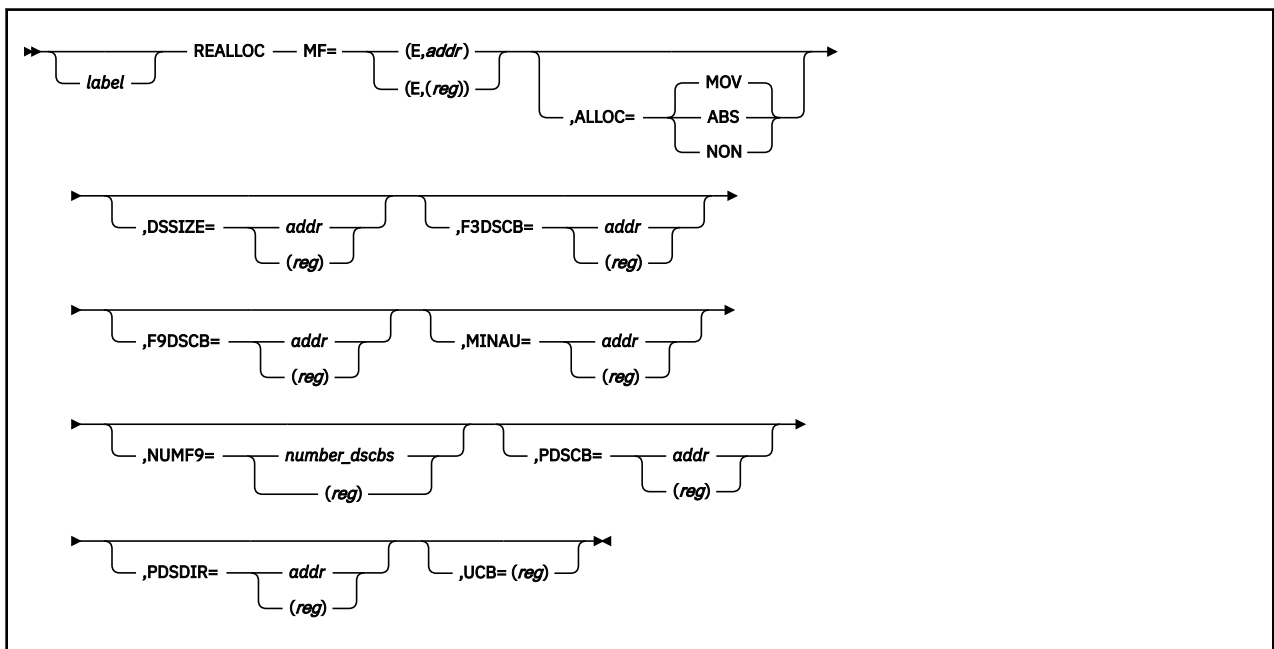 label REALLOC MF= (E,addr)
(E,(reg))
,ALLOC= MOV
ABS
NON
,DSSIZE= addr
(reg)
,F3DSCB= addr
(reg)
,F9DSCB= addr
(reg)
,MINAU= addr
(reg)
,NUMF9= number_dscbs
(reg)
,PDSCB= addr
(reg)
,PDSDIR= addr
(reg)
,UCB= (reg)